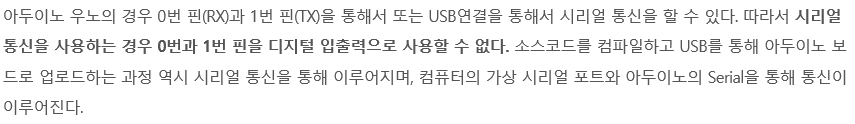 아두이노 우노의 경우 0번 핀(RX)과 1번 핀(TX)을 통해서 또는 USB연결을 통해서 시리얼 통신을 할 수 있다. 따라서 시리얼
통신을 사용하는 경우 0번과 1번 핀을 디지털 입출력으로 사용할 수 없다. 소스코드를 컴파일하고 USB를 통해 아두이노 보
드로 업로드하는 과정 역시 시리얼 통신을 통해 이루어지며, 컴퓨터의 가상 시리얼 포트와 아두이노의 Serial을 통해 통신이
이루어진다.